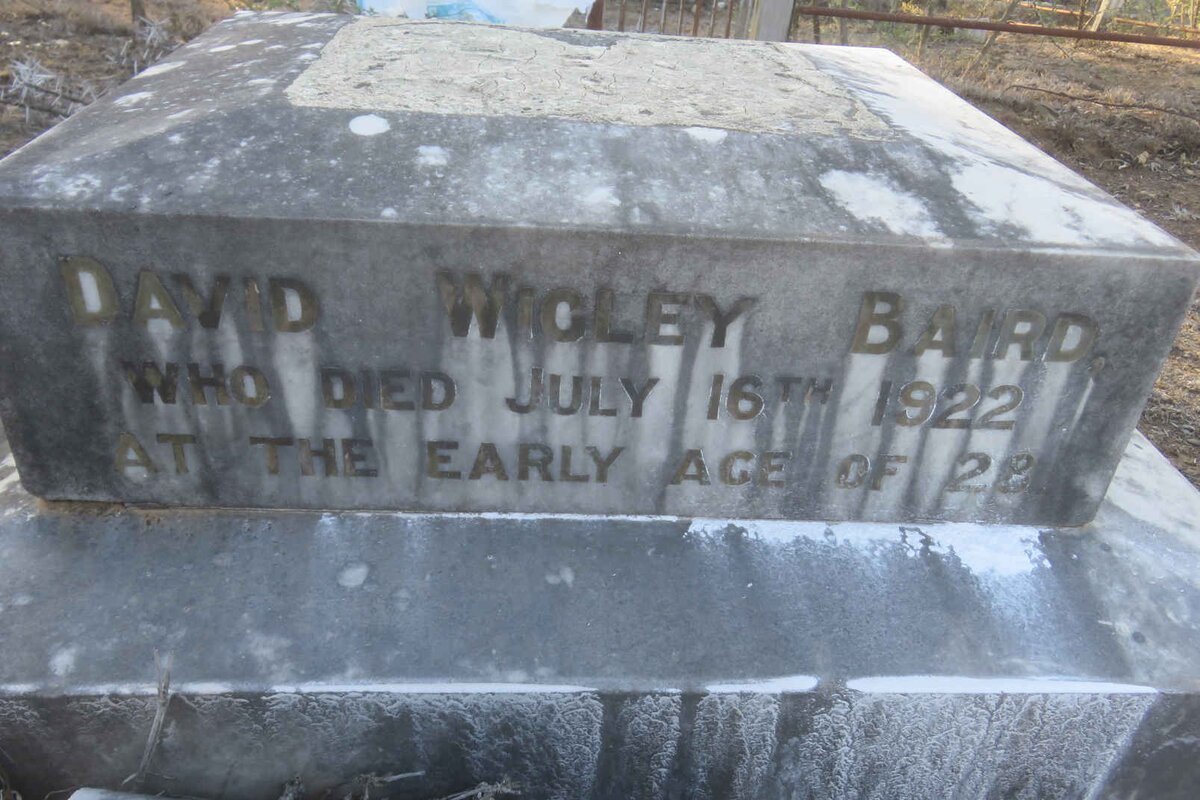 DAVID WIGLEY BAIRD,
WHO DIED JULY 16TH 1922
AT THE EARLY AGE OF 28